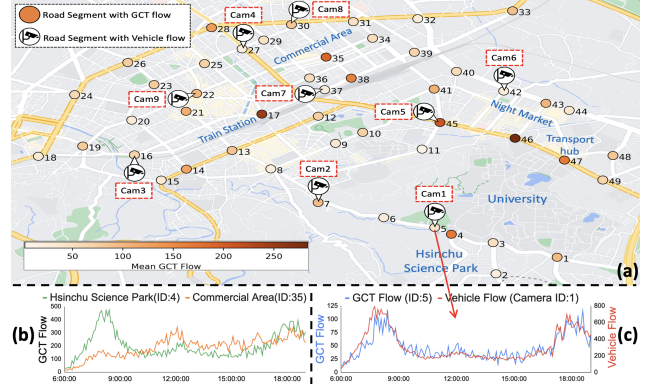 Road Segment with GCT flow
Road Segment with Vehicle flow
Cam4
Cam8
33
32
31
30
28
29
27
34
Commercial Area
35
39
26
25
Cam6
40
36
38
23
24
Cam9
22
Cam7
37
41
42
43
44
21
Cam5
Night Market
20
17
12
45
Train Station
10
46
Transport
hub
19
18
16
13
9
11
47
48
Cam3
15
14
8
Cam2
49
Cam1
University
7
6
5
4
3
Hsinchu
Science Park
1
2
50
100
150
200
250
Mean GCT Flow
(a)
Hsinchu Science Park(ID:4)
Commercial Area(ID:35)
(b)
GCT Flow
500
400
300
200
100
0
6:00:00
9:00:00
12:00:00
15:00:00
18:00:00
GCT Flow (ID:5)
Vehicle Flow (Camera ID:1)
(c)
GCT Flow
125
100
75
50
25
0
6:00:00
9:00:00
12:00:00
15:00:00
18:00:00
800
600
400
200
0
Vehicle Flow